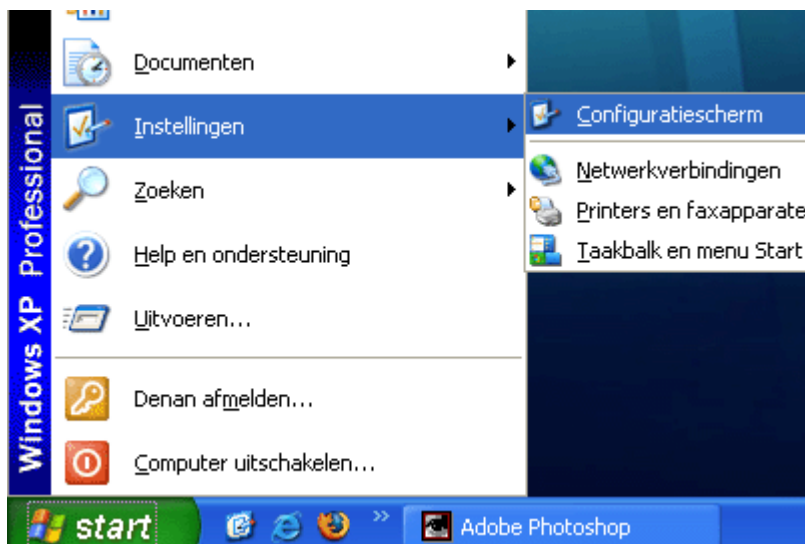 Documenten
Instellingen
Zoeken
Help en ondersteuning
Uitvoeren...
Denan afmelden...
Computer uitschakelen...
Configuratiescherm
Netwerkverbindingen
Printers en faxapparate
Taakbalk en menu Start
Windows XP Professional
start
»
Adobe Photoshop